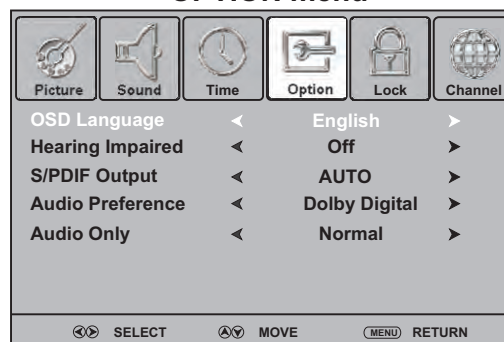 Picture Sound Time Option Lock Channel
OSD Language English
Hearing Impaired Off
S/PDIF Output AUTO
Audio Preference Dolby Digital
Audio Only Normal
SELECT MOVE MENU RETURN